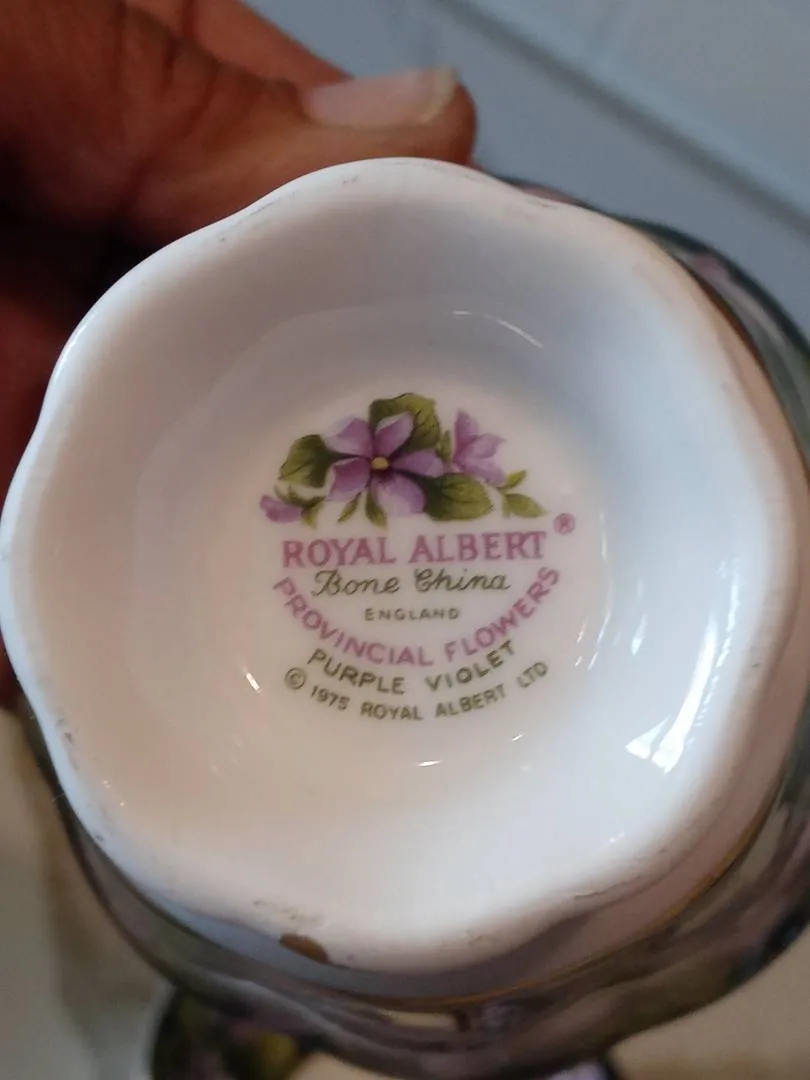 ROYAL ALBERT ®
Bone China
ENGLAND
PROVINCIAL FLOWERS
PURPLE VIOLET
© 1975 ROYAL ALBERT LTD